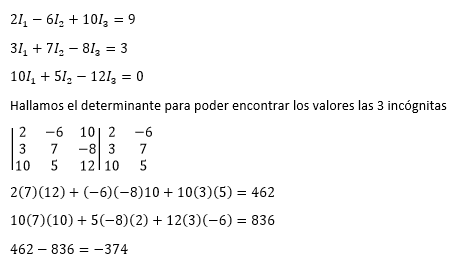 2I₁ − 6I₂ + 10I₃ = 9
3I₁ + 7I₂ − 8I₃ = 3
10I₁ + 5I₂ − 12I₃ = 0
Hallamos el determinante para poder encontrar los valores las 3 incógnitas
| 2 −6 10 | 2 −6
| 3 7 −8 | 3 7
| 10 5 12 | 10 5
2(7)(12) + (−6)(−8)10 + 10(3)(5) = 462
10(7)(10) + 5(−8)(2) + 12(3)(−6) = 836
462 − 836 = −374